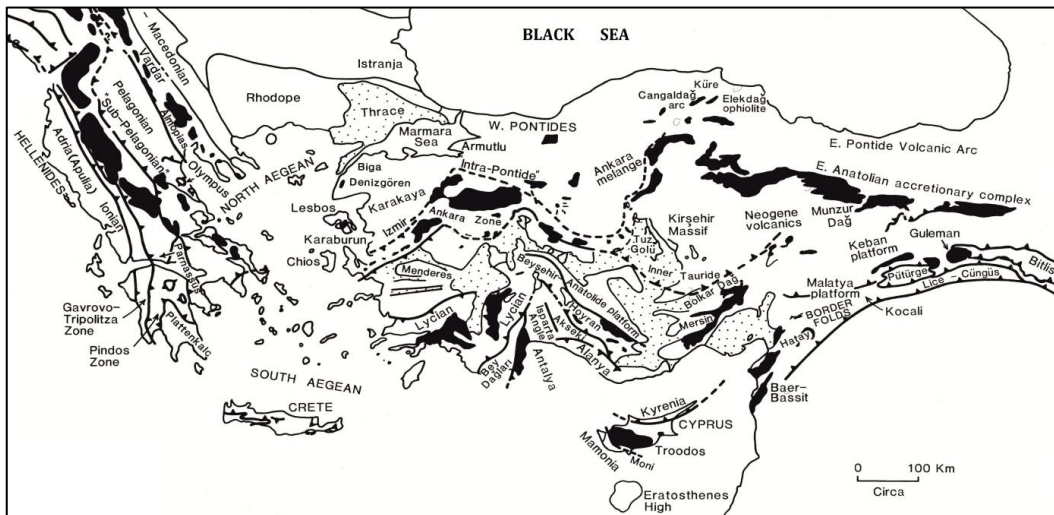 BLACK SEA
Macedonian
Vardar
Istranja
Pelagonian
Rhodope
Thrace
Küre
Cangaldağ
arc
Elekdağ
ophiolite
Sub-Pelagonian
Almopias
Marmara
Sea
W. PONTIDES
Armutlu
E. Pontide Volcanic Arc
HELLENIDES
Adria (Apulia)
Olympus
NORTH AEGEAN
Biga
Denizgören
Intra-Pontide"
Ankara
melange
E. Anatolian accretionary complex
Ionian
Lesbos
Karakaya
Izmir
Ankara Zone
Kirşehir
Massif
Neogene
volcanics
Munzur
Dağ
Karaburun
Chios
Tuz
Golü
Keban
platform
Guleman
Parnassus
Menderes
Beyşehir
Anatolide platform
Inner Tauride
Bolkar Dağ
Malatya
platform
Pütürge
Bitlis
Lice - Cüngüş
Gavrovo-
Tripolitza
Zone
Plattenkalk
Lycian
Lycian
Isparta
Angle
Hoyran
Akseki
Mersin
BORDER
FOLDS
Kocali
Pindos
Zone
Bey
Dağları
Antalya
Alanya
Hatay
SOUTH AEGEAN
Baer-
Bassit
CRETE
Kyrenia
CYPRUS
Mamonia
Moni
Troodos
Eratosthenes
High
0 100 Km
Circa